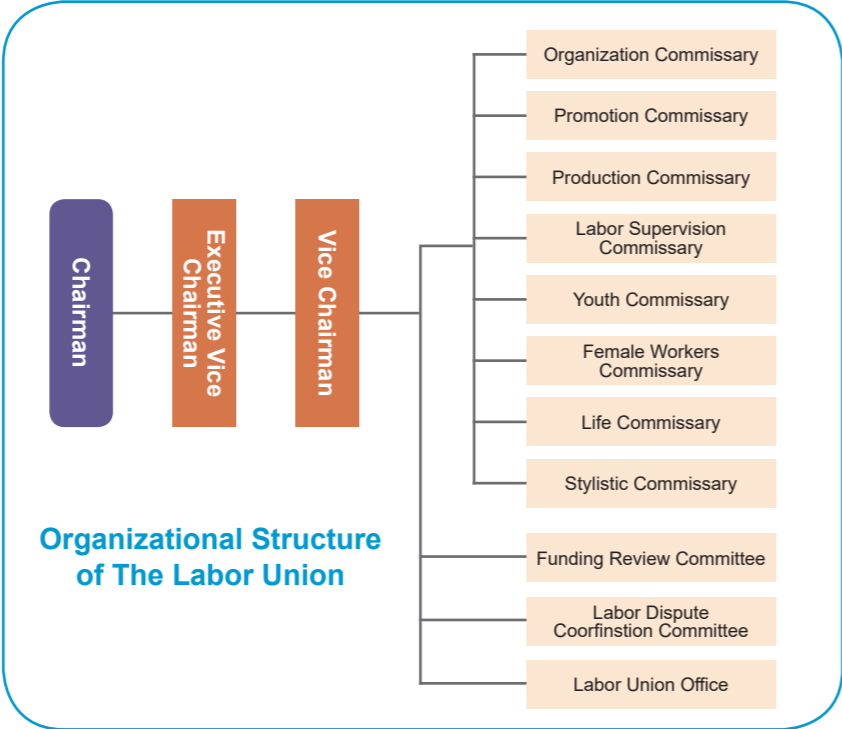 Chairman
Executive Vice
Chairman
Vice Chairman
Organization Commissary
Promotion Commissary
Production Commissary
Labor Supervision
Commissary
Youth Commissary
Female Workers
Commissary
Life Commissary
Stylistic Commissary
Funding Review Committee
Labor Dispute
Coorfinstion Committee
Labor Union Office
Organizational Structure
of The Labor Union